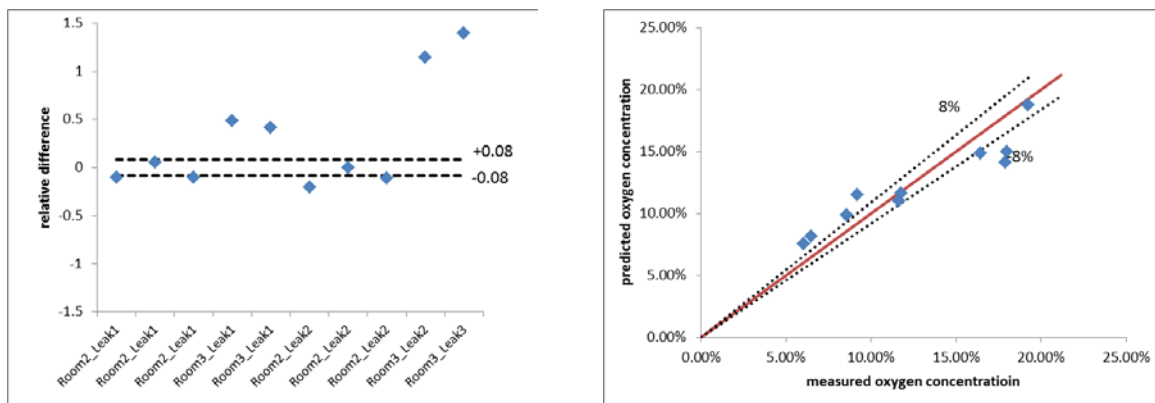 relative difference
1.5
1
0.5
0
-0.5
-1
-1.5
+0.08
-0.08
Room2_Leak1
Room2_Leak1
Room2_Leak1
Room3_Leak1
Room3_Leak1
Room2_Leak2
Room2_Leak2
Room2_Leak2
Room3_Leak2
Room3_Leak3
predicted oxygen concentration
25.00%
20.00%
15.00%
10.00%
5.00%
0.00%
8%
-8%
0.00% 5.00% 10.00% 15.00% 20.00% 25.00%
measured oxygen concentratioin